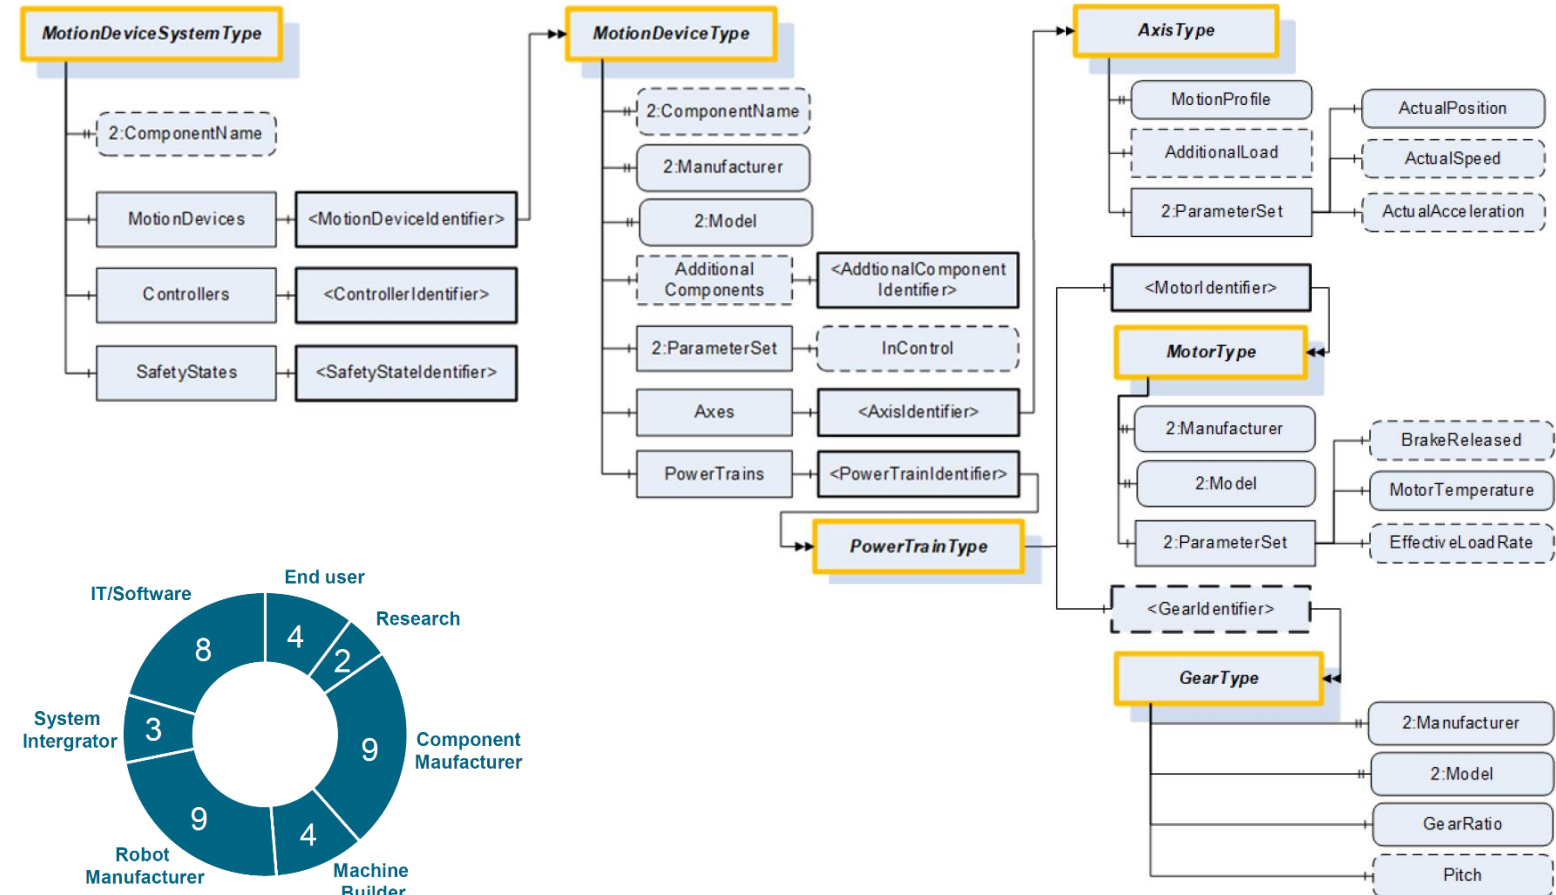 MotionDeviceSystemType
2:ComponentName
MotionDevices
<MotionDeviceIdentifier>
Controllers
<ControllerIdentifier>
SafetyStates
<SafetyStateIdentifier>
MotionDeviceType
2:ComponentName
2:Manufacturer
2:Model
Additional
Components
<AddtionalComponent
Identifier>
2:ParameterSet
InControl
Axes
<AxisIdentifier>
PowerTrains
<PowerTrainIdentifier>
AxisType
MotionProfile
AdditionalLoad
2:ParameterSet
ActualPosition
ActualSpeed
ActualAcceleration
PowerTrainType
<MotorIdentifier>
MotorType
2:Manufacturer
2:Model
2:ParameterSet
BrakeReleased
MotorTemperature
EffectiveLoadRate
<GearIdentifier>
GearType
2:Manufacturer
2:Model
GearRatio
Pitch
End user
4
Research
2
Component
Maufacturer
9
Machine
Builder
4
Robot
Manufacturer
9
System
Intergrator
3
IT/Software
8